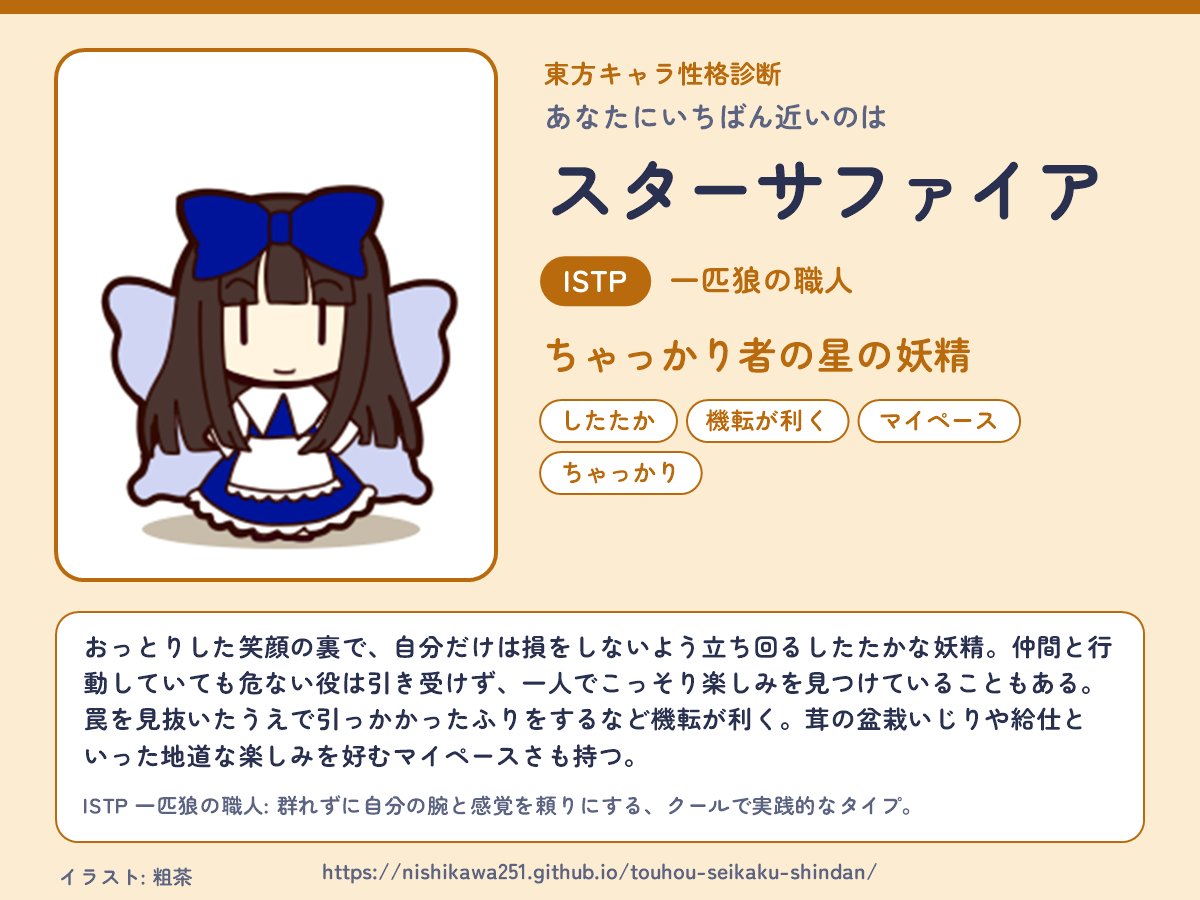 東方キャラ性格診断
あなたにいちばん近いのは
スターサファイア
ISTP 一匹狼の職人
ちゃっかり者の星の妖精
したたか 機転が利く マイペース
ちゃっかり
おっとりした笑顔の裏で、自分だけは損をしないよう立ち回るしたたかな妖精。仲間と行
動していても危ない役は引き受けず、一人でこっそり楽しみを見つけていることもある。
罠を見抜いたうえで引っかかったふりをするなど機転が利く。茸の盆栽いじりや給仕と
いった地道な楽しみを好むマイペースさも持つ。
ISTP 一匹狼の職人: 群れずに自分の腕と感覚を頼りにする、クールで実践的なタイプ。
イラスト: 粗茶
https://nishikawa251.github.io/touhou-seikaku-shindan/